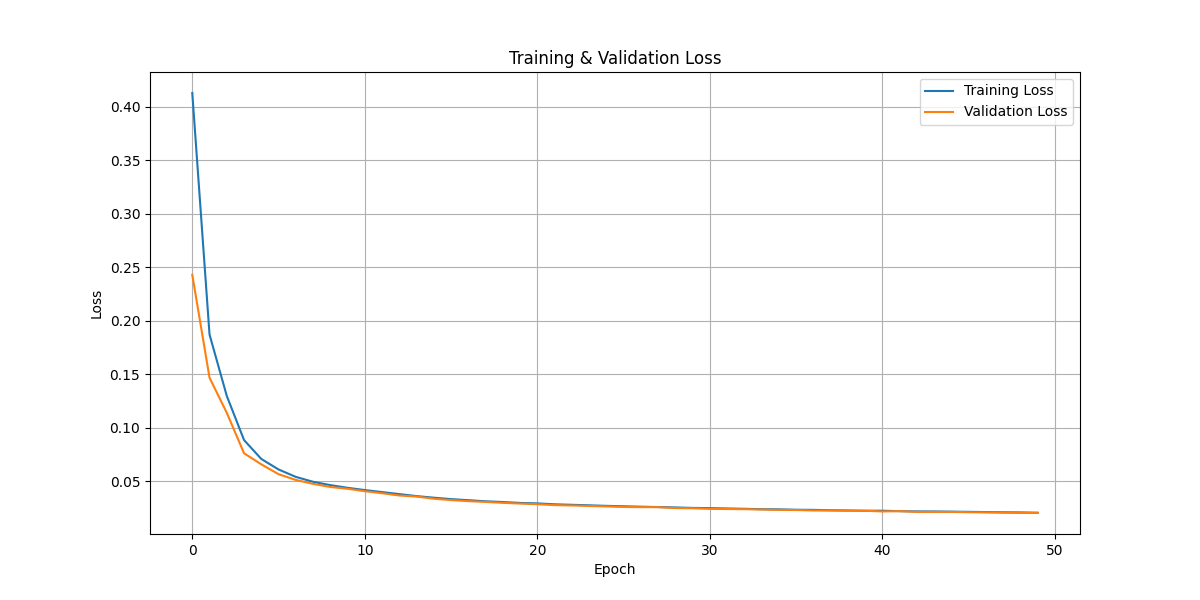 Training & Validation Loss
Training Loss
Validation Loss
0.40
0.35
0.30
0.25
0.20
0.15
0.10
0.05
Loss
0 10 20 30 40 50
Epoch